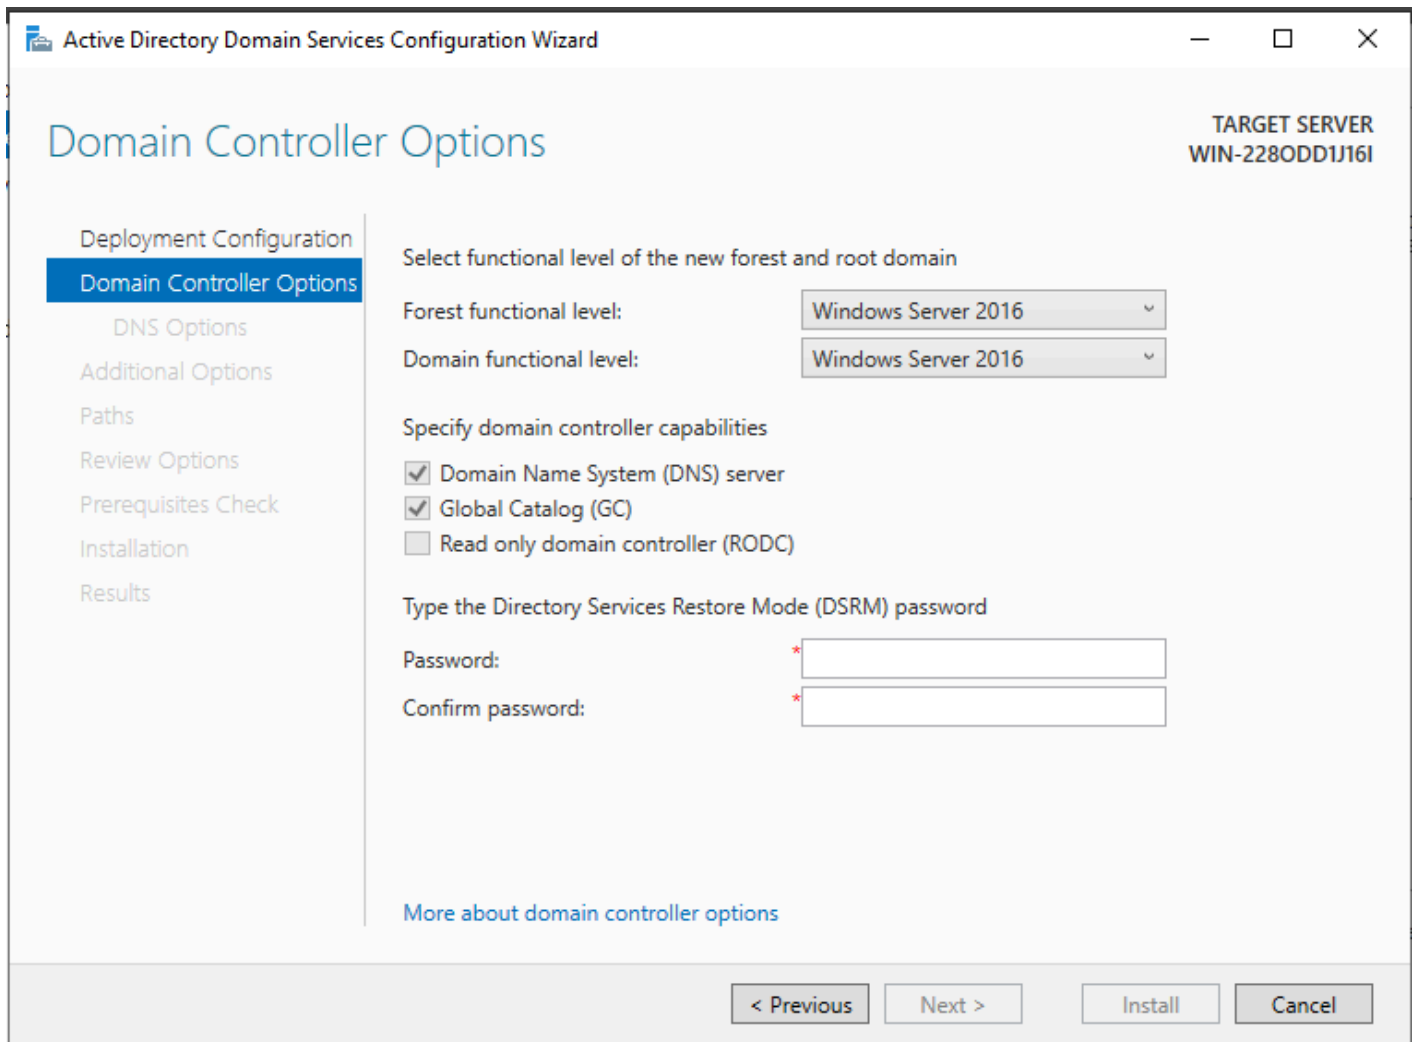 Active Directory Domain Services Configuration Wizard
Domain Controller Options
TARGET SERVER
WIN-228ODD1J16I
Deployment Configuration
Domain Controller Options
DNS Options
Additional Options
Paths
Review Options
Prerequisites Check
Installation
Results
Select functional level of the new forest and root domain
Forest functional level: Windows Server 2016
Domain functional level: Windows Server 2016
Specify domain controller capabilities
Domain Name System (DNS) server
Global Catalog (GC)
Read only domain controller (RODC)
Type the Directory Services Restore Mode (DSRM) password
Password: *
Confirm password: *
More about domain controller options
< Previous Next > Install Cancel